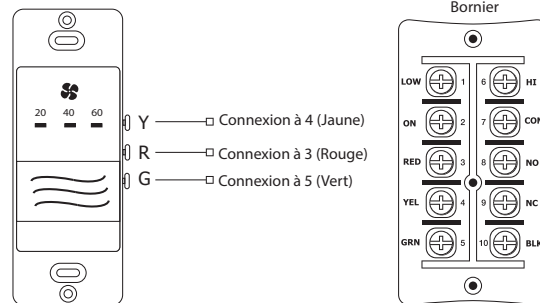 20 40 60
Y Connexion à 4 (Jaune)
R Connexion à 3 (Rouge)
G Connexion à 5 (Vert)
Bornier
LOW 1 6 HI
ON 2 7 COM
RED 3 8 NO
YEL 4 9 NC
GRN 5 10 BLK